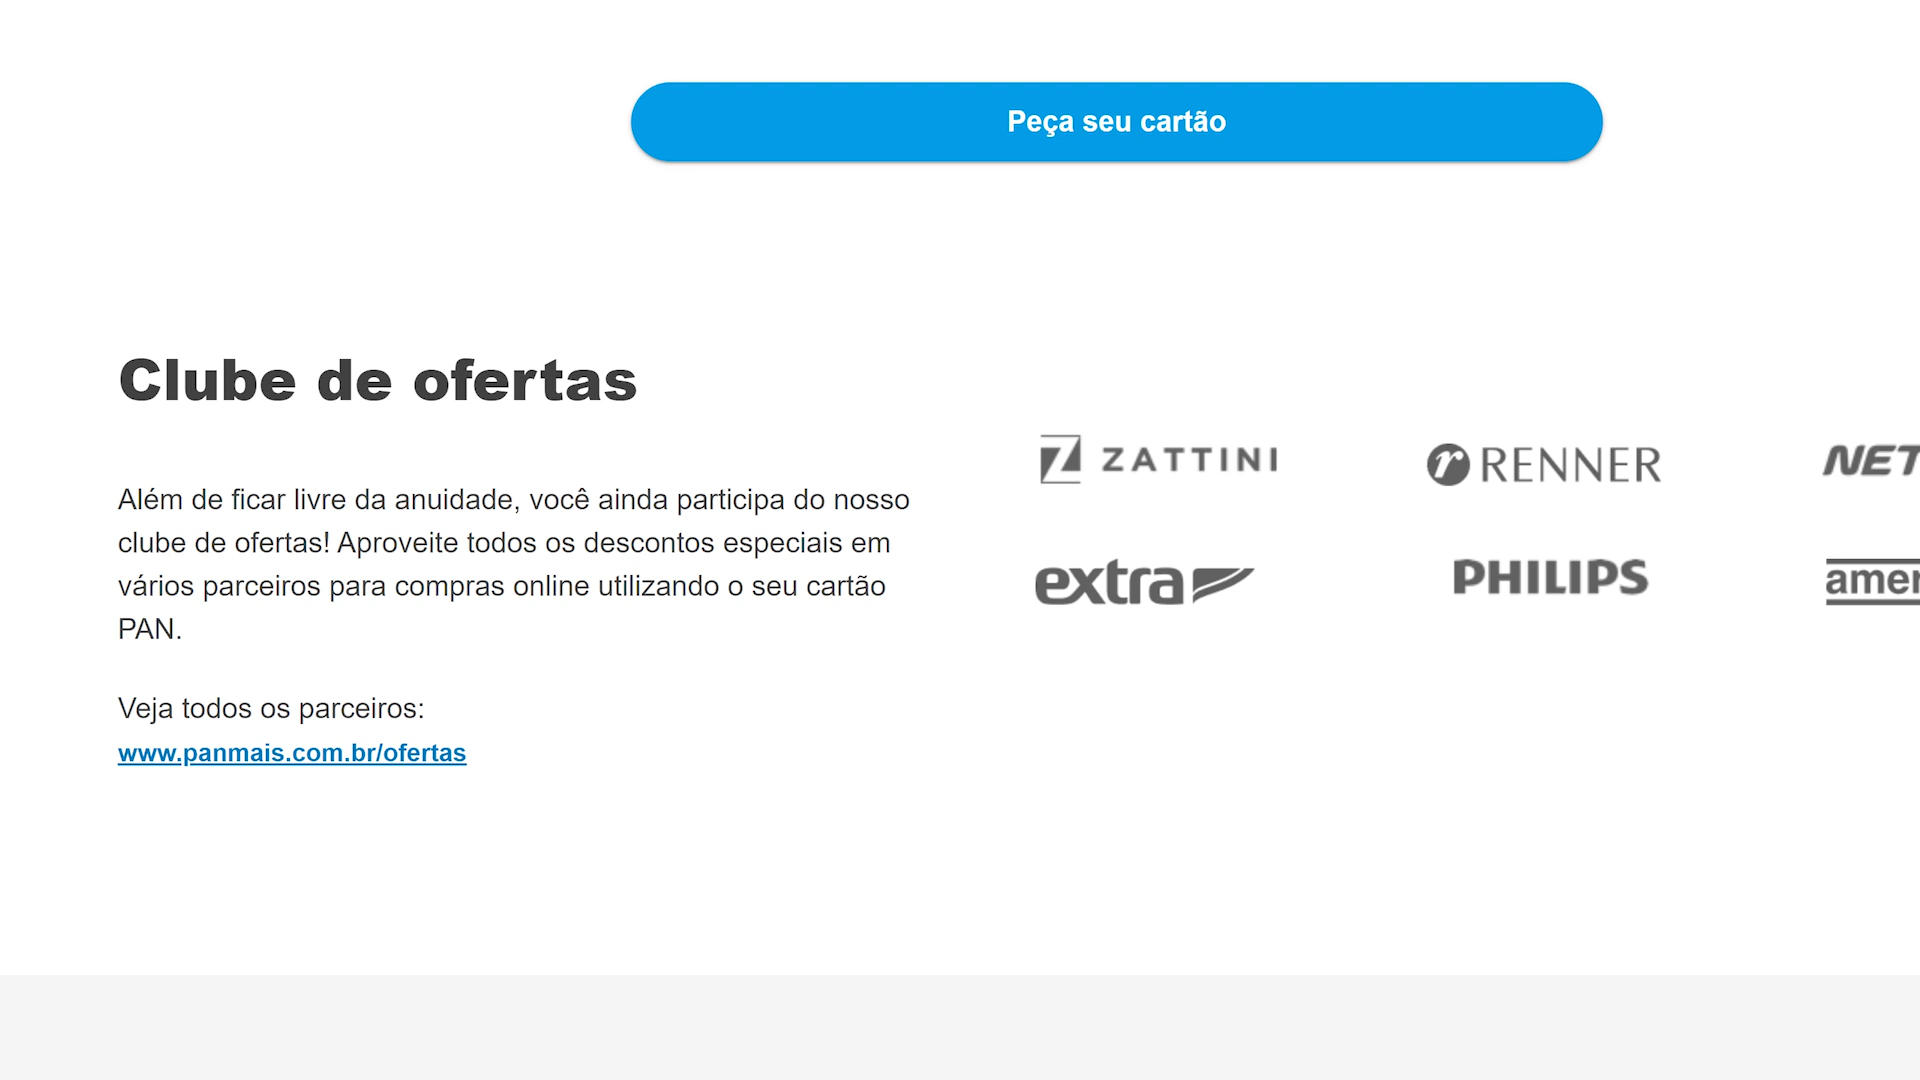 Peça seu cartão
Clube de ofertas
Além de ficar livre da anuidade, você ainda participa do nosso
clube de ofertas! Aproveite todos os descontos especiais em
vários parceiros para compras online utilizando o seu cartão
PAN.
Veja todos os parceiros:
www.panmais.com.br/ofertas
ZATTINI RENNER NET
extra PHILIPS amer